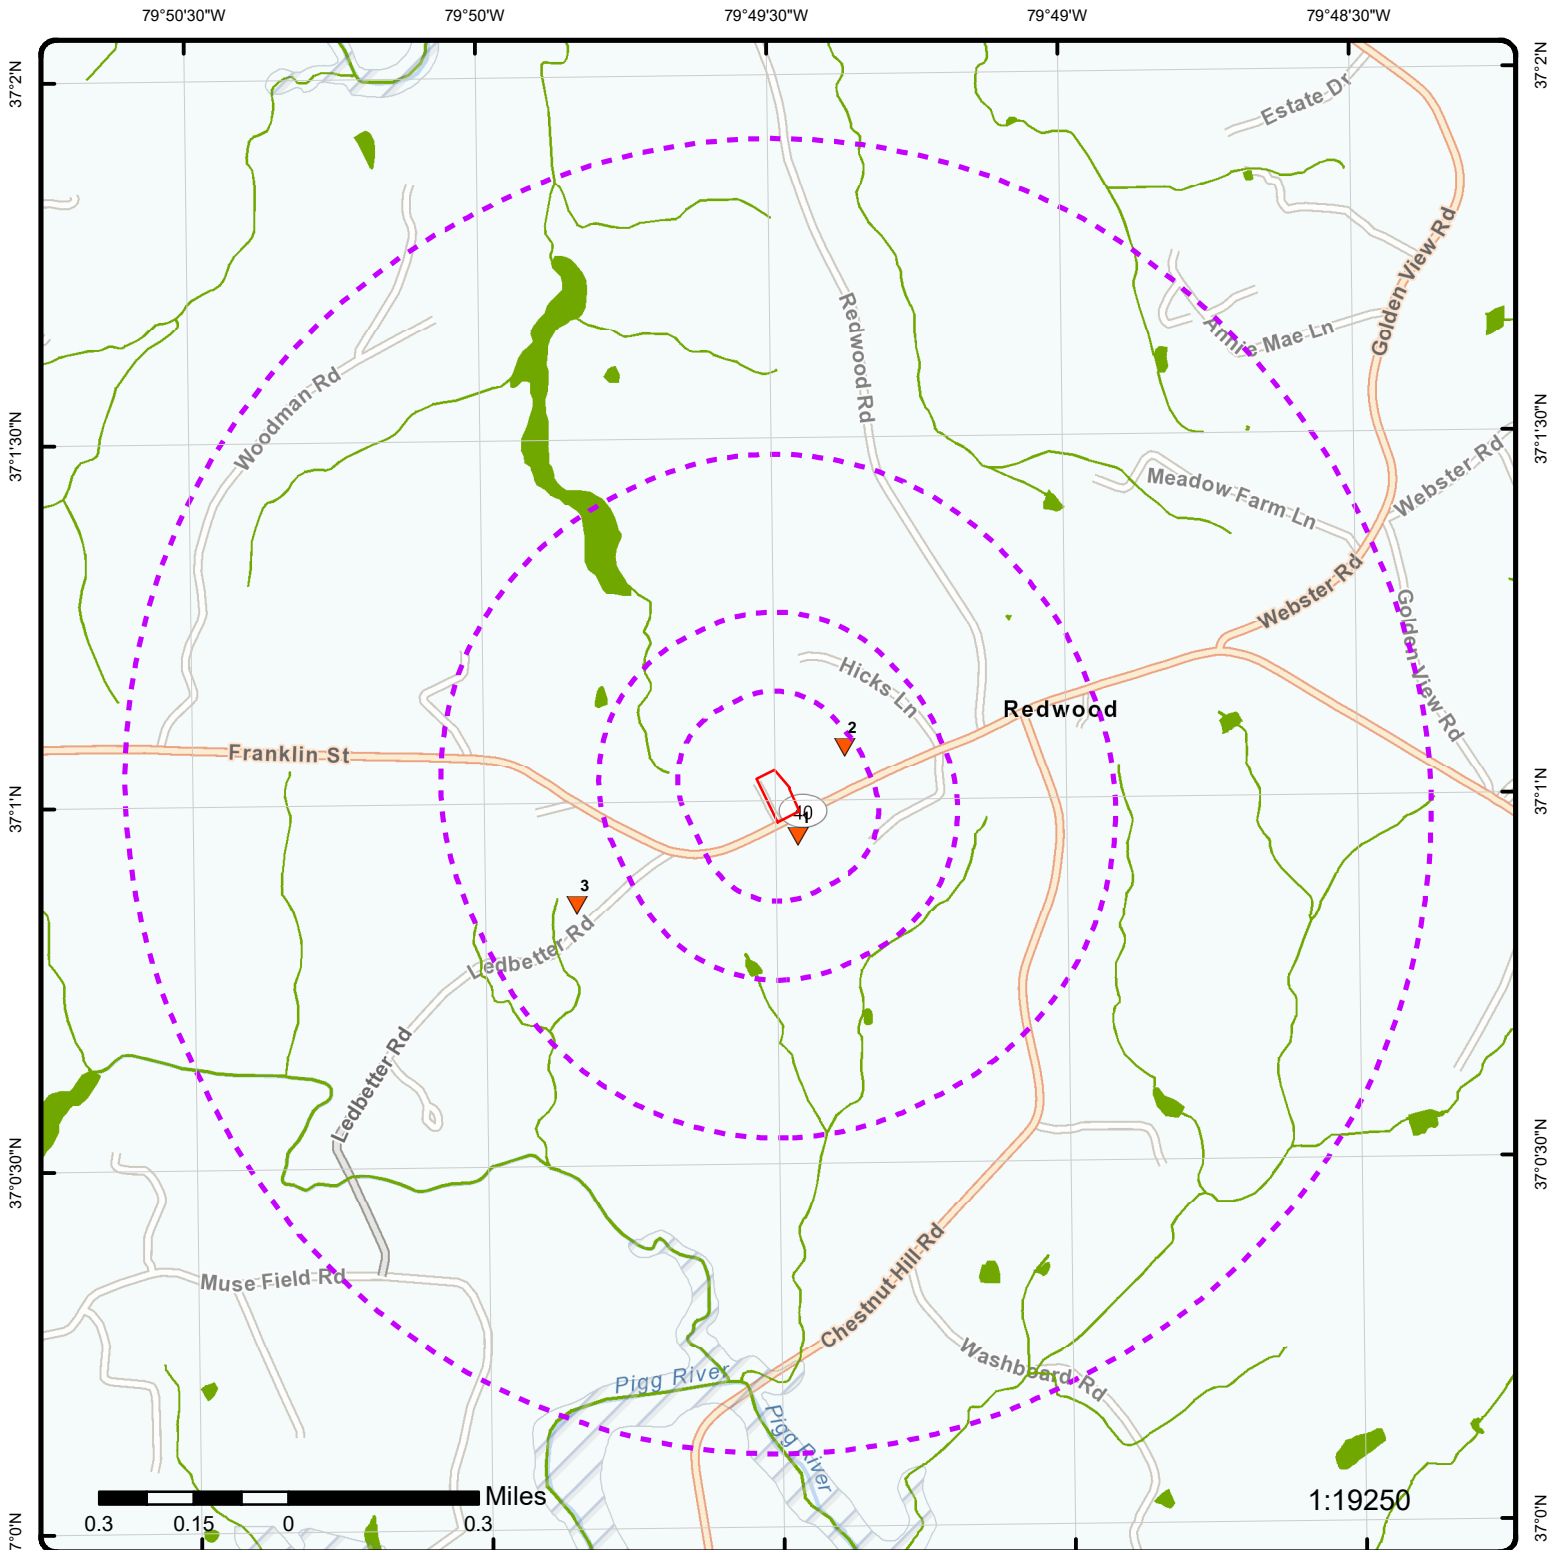 79°50'30"W 79°50'W 79°49'30"W 79°49'W 79°48'30"W
37°2'N
37°2'N
Estate Dr
Golden View Rd
Redwood Rd
Annie Mae Ln
Woodman Rd
37°1'30"N
37°1'30"N
Webster Rd
Meadow Farm Ln
Webster Rd
Golden View Rd
Hicks Ln
Redwood
2
Franklin St
37°1'N
37°1'N
40
1
3
Ledbetter Rd
Ledbetter Rd
37°0'30"N
37°0'30"N
Muse Field Rd
Chestnut Hill Rd
Washboard Rd
Pigg River
Pigg River
Miles
0.3 0.15 0 0.3
1:19250
7°0'N
37°0'N